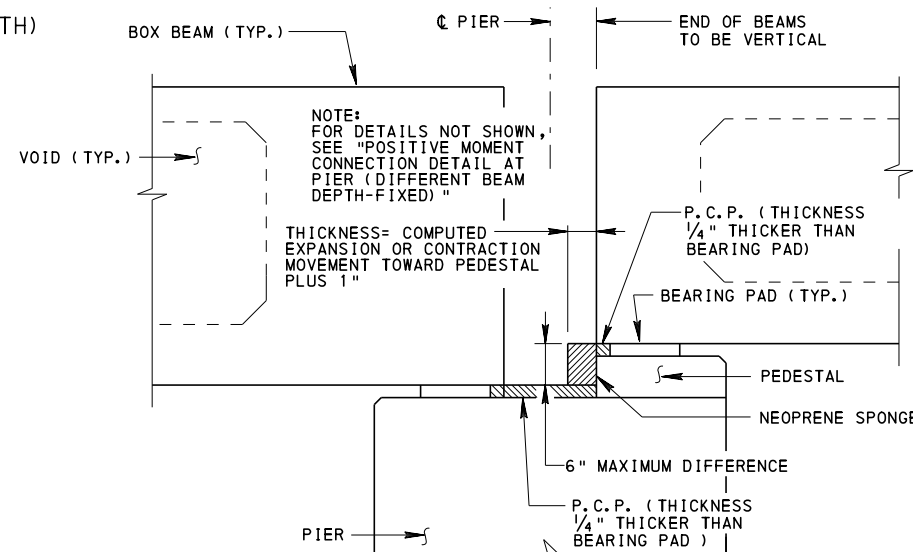 TH)
BOX BEAM (TYP.)
℄ PIER
END OF BEAMS
TO BE VERTICAL
NOTE:
FOR DETAILS NOT SHOWN,
SEE "POSITIVE MOMENT
CONNECTION DETAIL AT
PIER (DIFFERENT BEAM
DEPTH-FIXED)"
VOID (TYP.)
THICKNESS= COMPUTED
EXPANSION OR CONTRACTION
MOVEMENT TOWARD PEDESTAL
PLUS 1"
P.C.P. (THICKNESS
1/4" THICKER THAN
BEARING PAD)
BEARING PAD (TYP.)
PEDESTAL
NEOPRENE SPONGE
6" MAXIMUM DIFFERENCE
P.C.P. (THICKNESS
1/4" THICKER THAN
BEARING PAD )
PIER